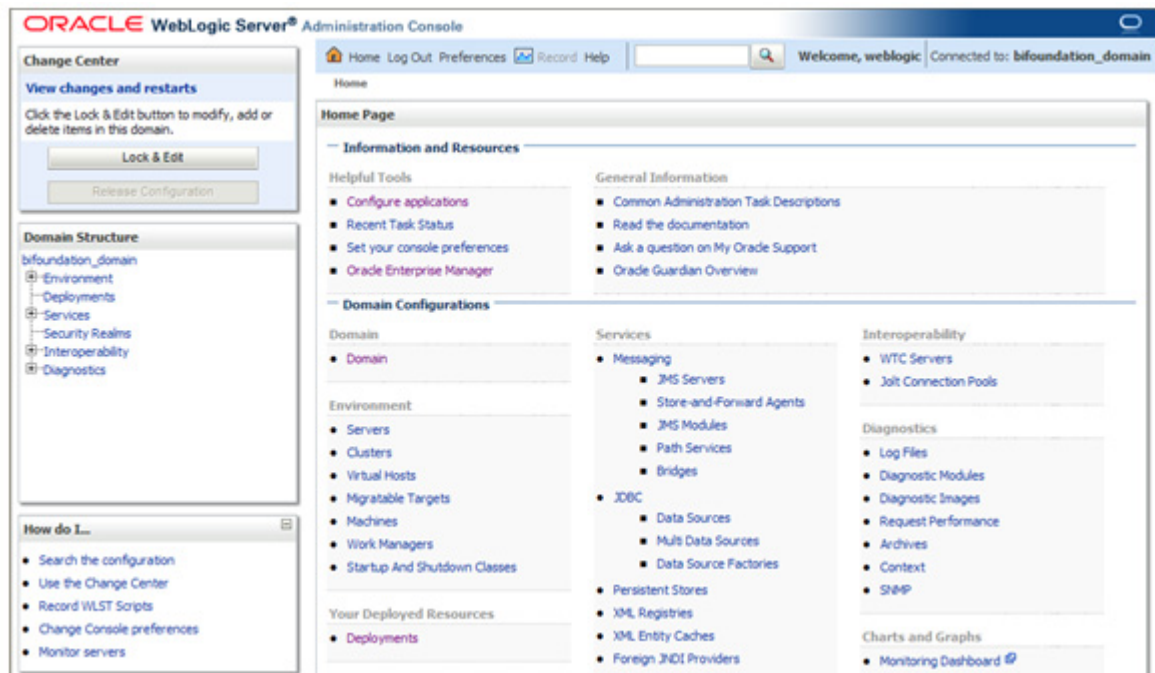 ORACLE WebLogic Server® Administration Console
Change Center
View changes and restarts
Click the Lock & Edit button to modify, add or
delete items in this domain.
Lock & Edit
Release Configuration
Domain Structure
bifoundation_domain
Environment
Deployments
Services
Security Realms
Interoperability
Diagnostics
How do I...
Search the configuration
Use the Change Center
Record WLST Scripts
Change Console preferences
Monitor servers
Home Log Out Preferences Record Help
Welcome, weblogic Connected to: bifoundation_domain
Home
Home Page
Information and Resources
Helpful Tools
Configure applications
Recent Task Status
Set your console preferences
Oracle Enterprise Manager
General Information
Common Administration Task Descriptions
Read the documentation
Ask a question on My Oracle Support
Oracle Guardian Overview
Domain Configurations
Domain
Domain
Environment
Servers
Clusters
Virtual Hosts
Migratable Targets
Machines
Work Managers
Startup And Shutdown Classes
Your Deployed Resources
Deployments
Services
Messaging
JMS Servers
Store-and-Forward Agents
JMS Modules
Path Services
Bridges
JDBC
Data Sources
Multi Data Sources
Data Source Factories
Persistent Stores
XML Registries
XML Entity Caches
Foreign JNDI Providers
Interoperability
WTC Servers
Jolt Connection Pools
Diagnostics
Log Files
Diagnostic Modules
Diagnostic Images
Request Performance
Archives
Context
SNMP
Charts and Graphs
Monitoring Dashboard